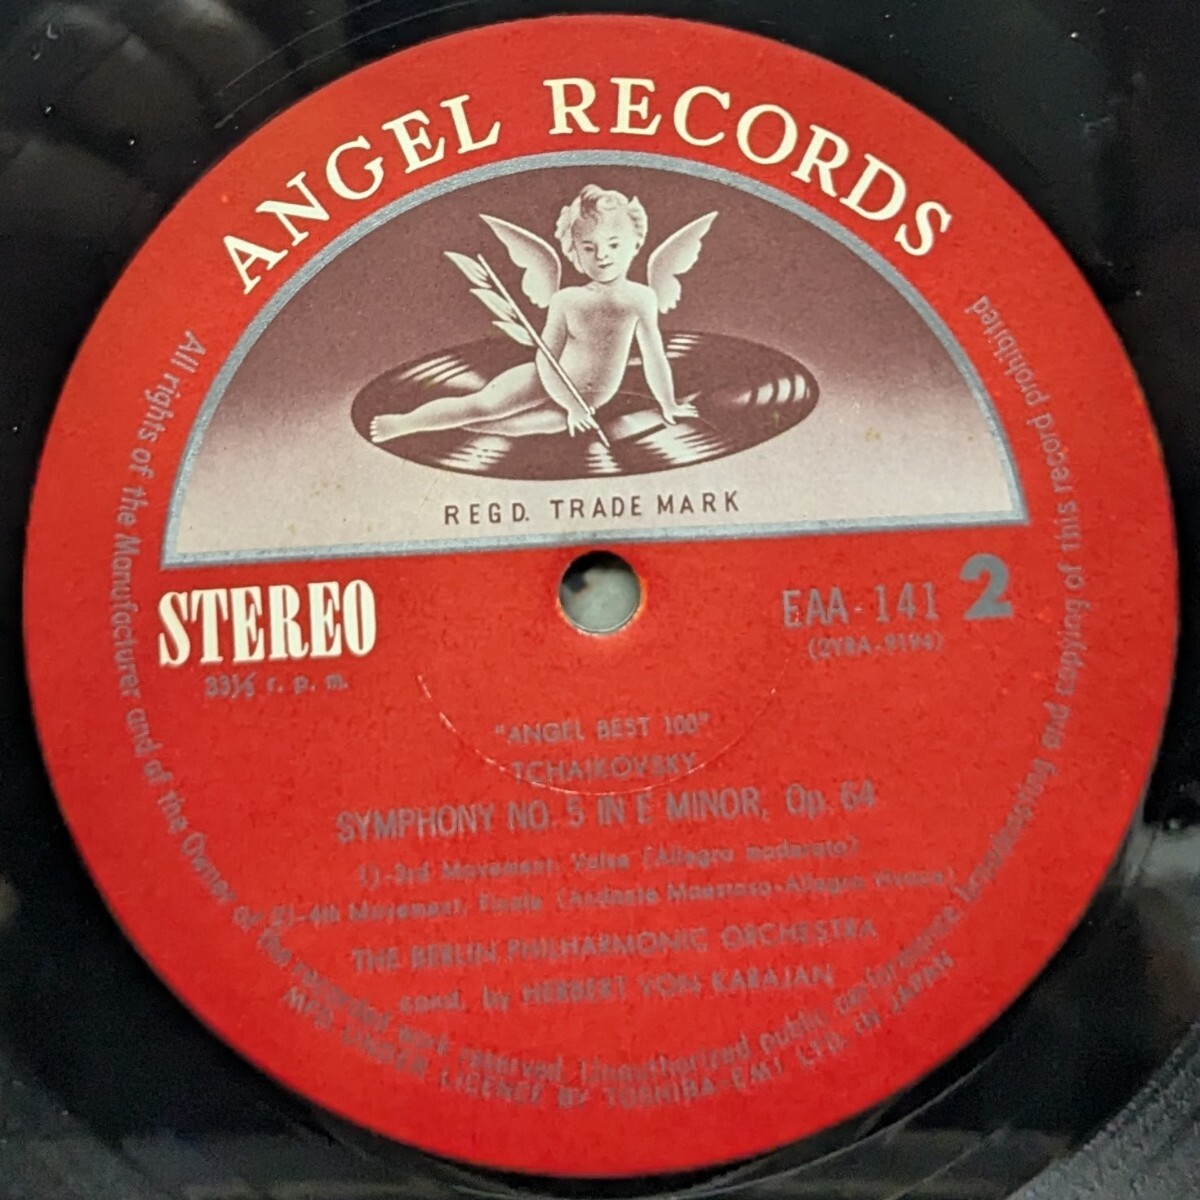 ANGEL RECORDS
REGD. TRADE MARK
STEREO
33⅓ r. p. m.
EAA-141 2
(2YRA-9194)
"ANGEL BEST 100"
TCHAIKOVSKY
SYMPHONY NO. 5 IN E MINOR, Op. 64
1)-3rd Movement, Valse (Allegro moderato)
2)-4th Movement, Finale (Andante Maestoso-Allegro Vivace)
THE BERLIN PHILHARMONIC ORCHESTRA
cond. by HERBERT VON KARAJAN
All rights of the Manufacturer and of the Owner of the recorded work reserved. Unauthorized public performance, broadcasting and copying of this record prohibited
MFD. UNDER LICENCE BY TOSHIBA-EMI LTD. IN JAPAN